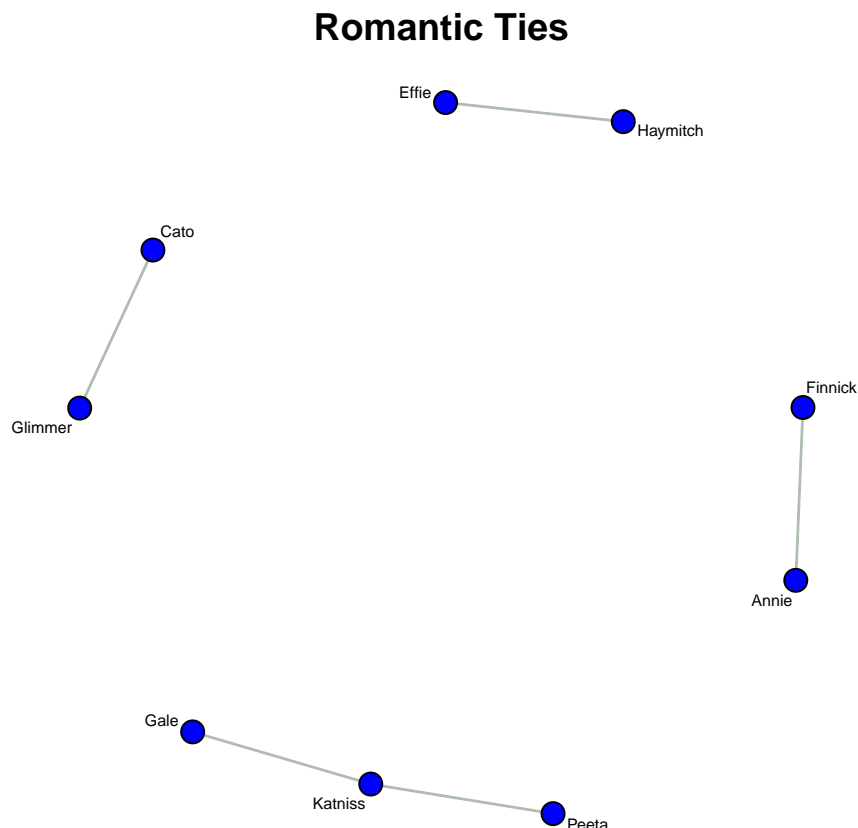 Romantic Ties
Effie
Haymitch
Cato
Finnick
Glimmer
Annie
Gale
Katniss
Peeta